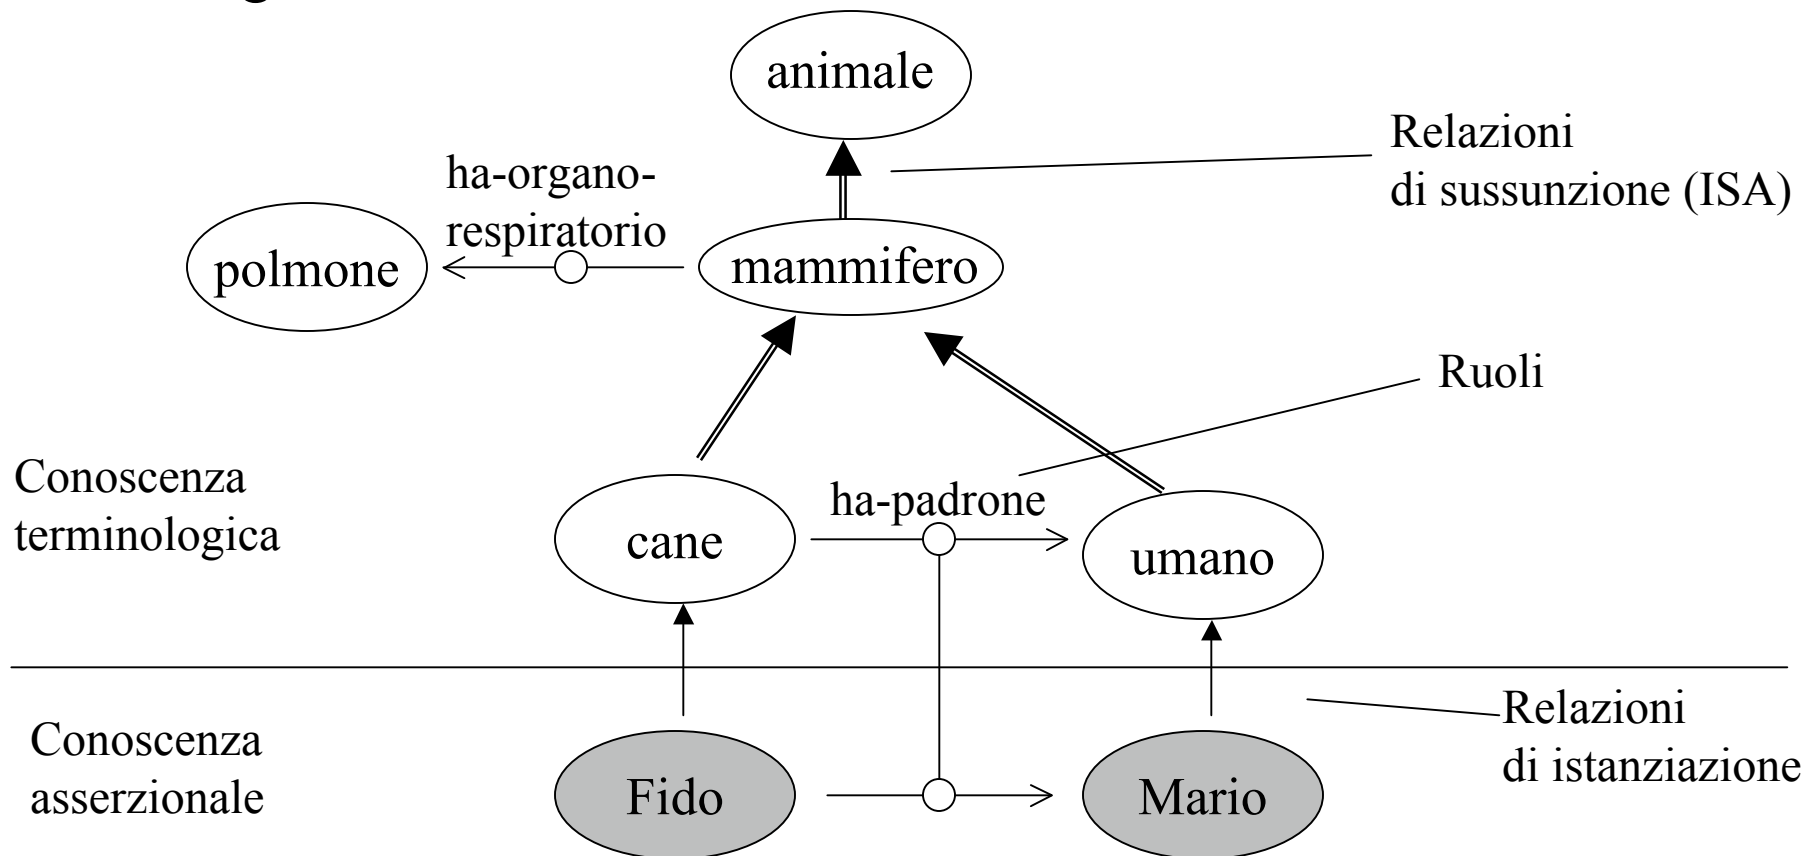 animale
Relazioni
di sussunzione (ISA)
ha-organo-
respiratorio
polmone
mammifero
Ruoli
Conoscenza
terminologica
ha-padrone
cane
umano
Relazioni
di istanziazione
Conoscenza
asserzionale
Fido
Mario